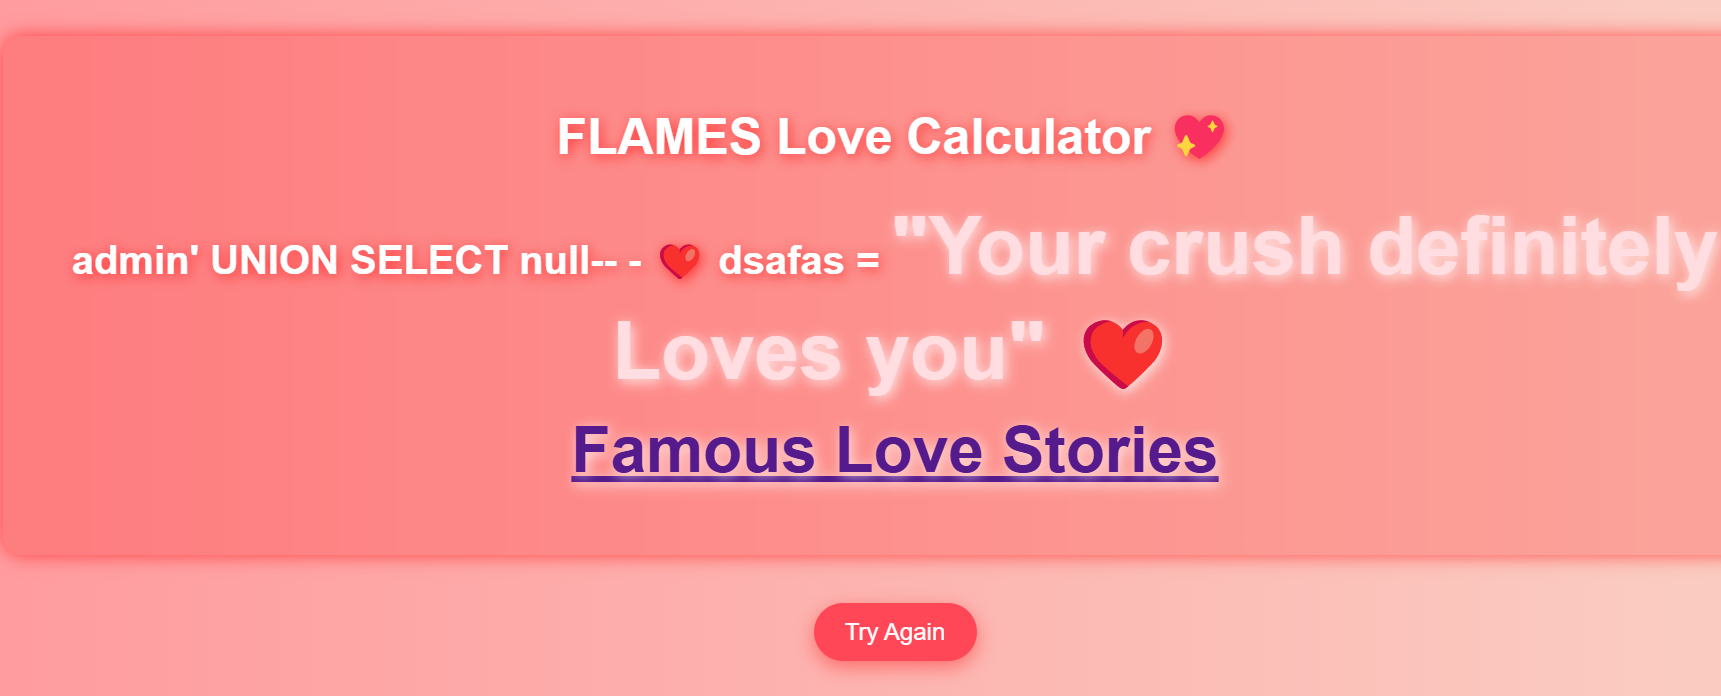 FLAMES Love Calculator 💖
admin' UNION SELECT null-- - ❤️ dsafas = "Your crush definitely
Loves you" ❤️
Famous Love Stories
Try Again